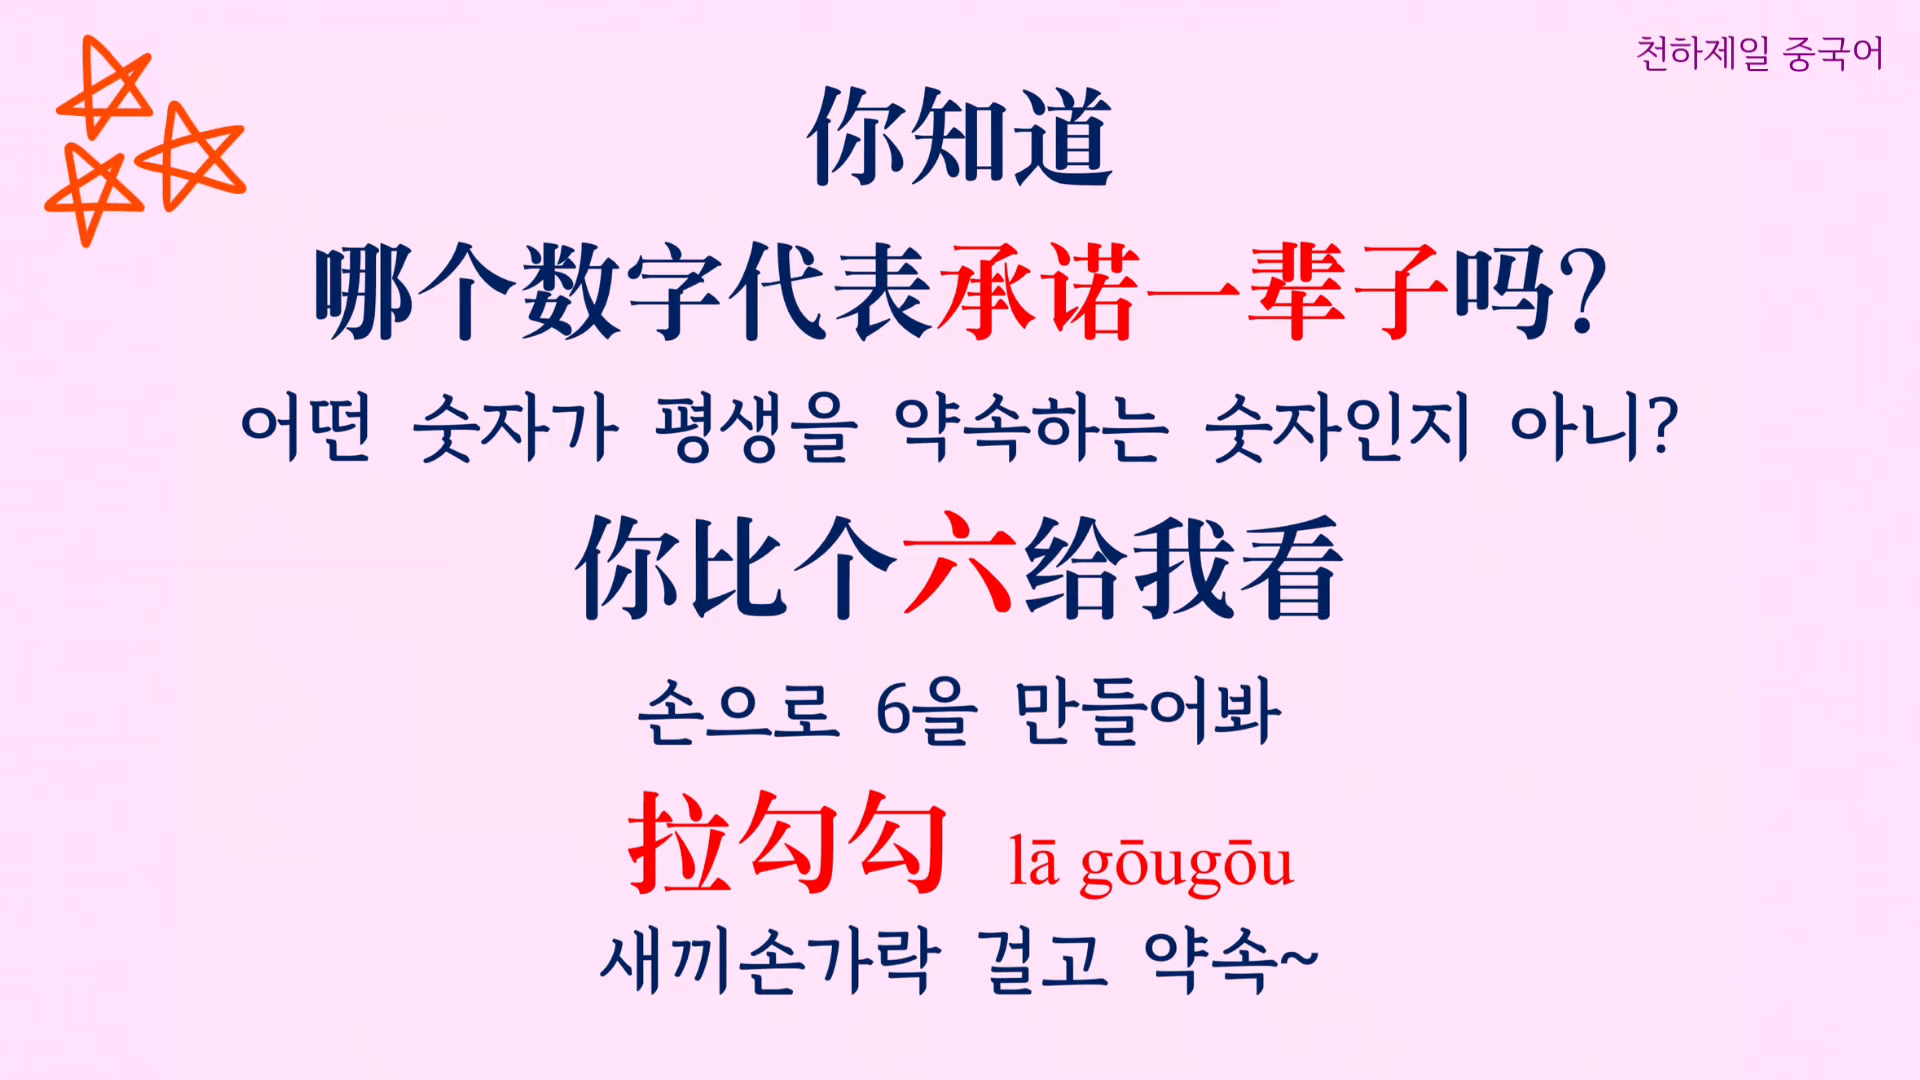 천하제일 중국어
你知道
哪个数字代表承诺一辈子吗?
어떤 숫자가 평생을 약속하는 숫자인지 아니?
你比个六给我看
손으로 6을 만들어봐
拉勾勾 lā gōugōu
새끼손가락 걸고 약속~